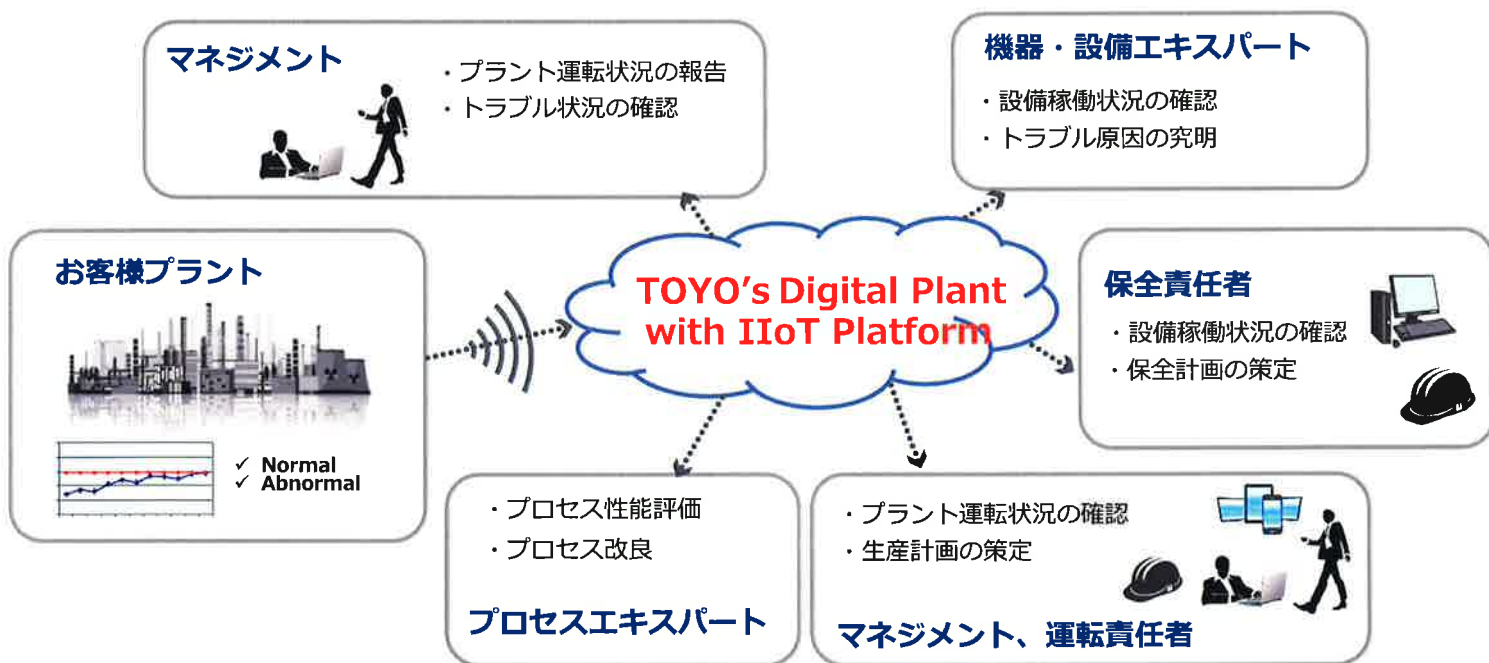 マネジメント
・プラント運転状況の報告
・トラブル状況の確認
機器・設備エキスパート
・設備稼働状況の確認
・トラブル原因の究明
お客様プラント
✓ Normal
✓ Abnormal
TOYO’s Digital Plant
with IIoT Platform
保全責任者
・設備稼働状況の確認
・保全計画の策定
・プロセス性能評価
・プロセス改良
プロセスエキスパート
・プラント運転状況の確認
・生産計画の策定
マネジメント、運転責任者